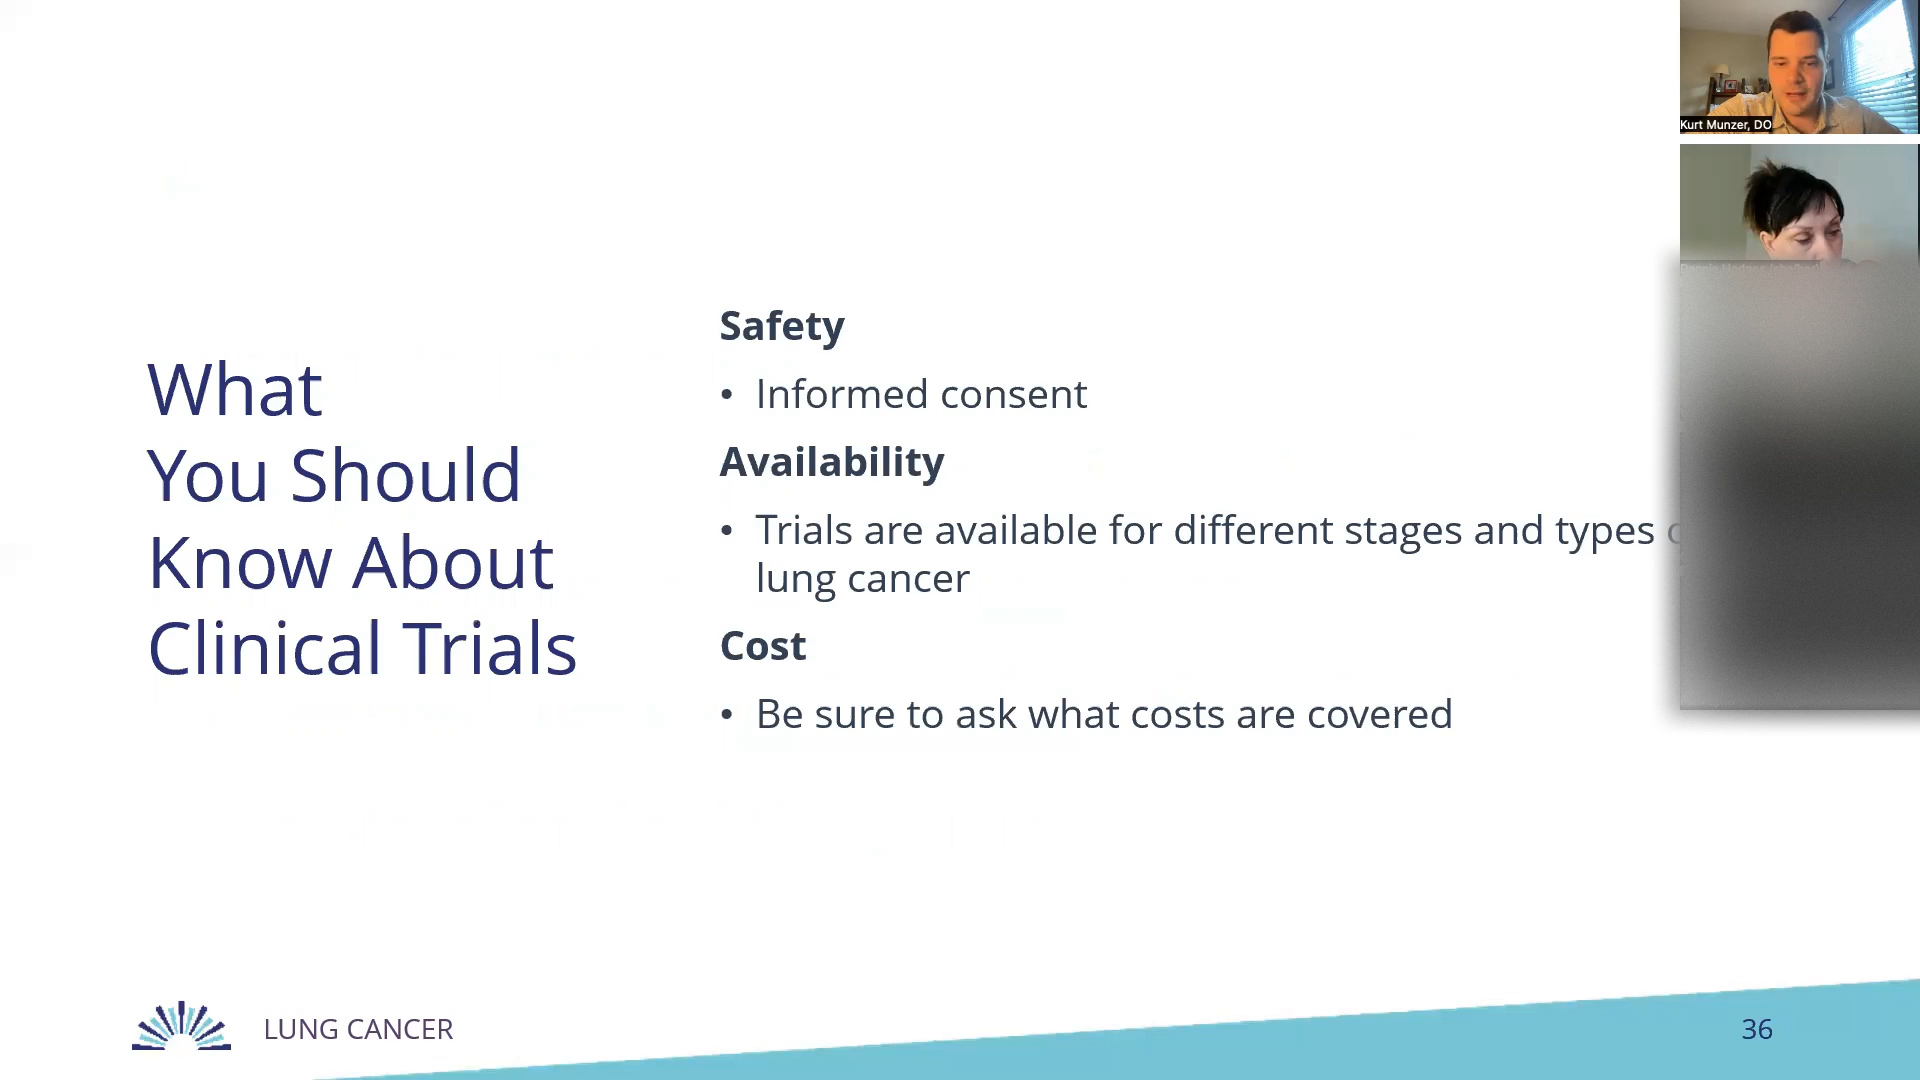 What
You Should
Know About
Clinical Trials
Safety
• Informed consent
Availability
• Trials are available for different stages and types
lung cancer
Cost
• Be sure to ask what costs are covered
LUNG CANCER
36
Kurt Munzer, DO